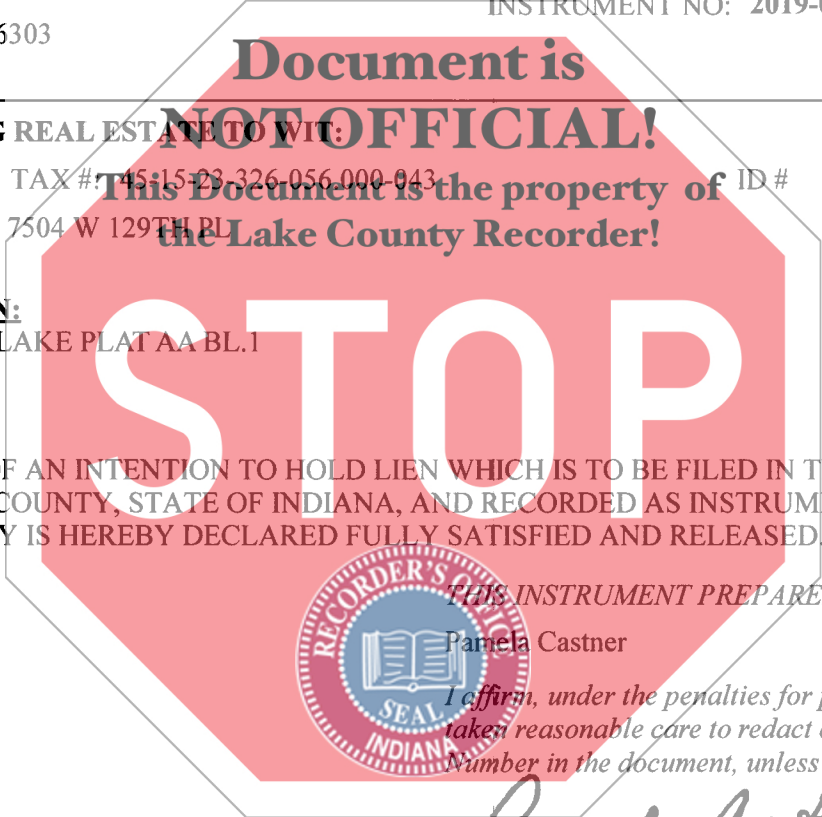 INSTRUMENT NO: 2019-0
6303
Document is
NOT OFFICIAL!
G REAL ESTATE TO WIT:
TAX #: 45-15-23-326-056.000-043 ID #
This Document is the property of
7504 W 129TH PL
the Lake County Recorder!
N:
LAKE PLAT AA BL.1
STOP
F AN INTENTION TO HOLD LIEN WHICH IS TO BE FILED IN T
COUNTY, STATE OF INDIANA, AND RECORDED AS INSTRUM
Y IS HEREBY DECLARED FULLY SATISFIED AND RELEASED.
RECORDER'S OFFICE
SEAL
INDIANA
THIS INSTRUMENT PREPARE
Pamela Castner
I affirm, under the penalties for p
taken reasonable care to redact
Number in the document, unless